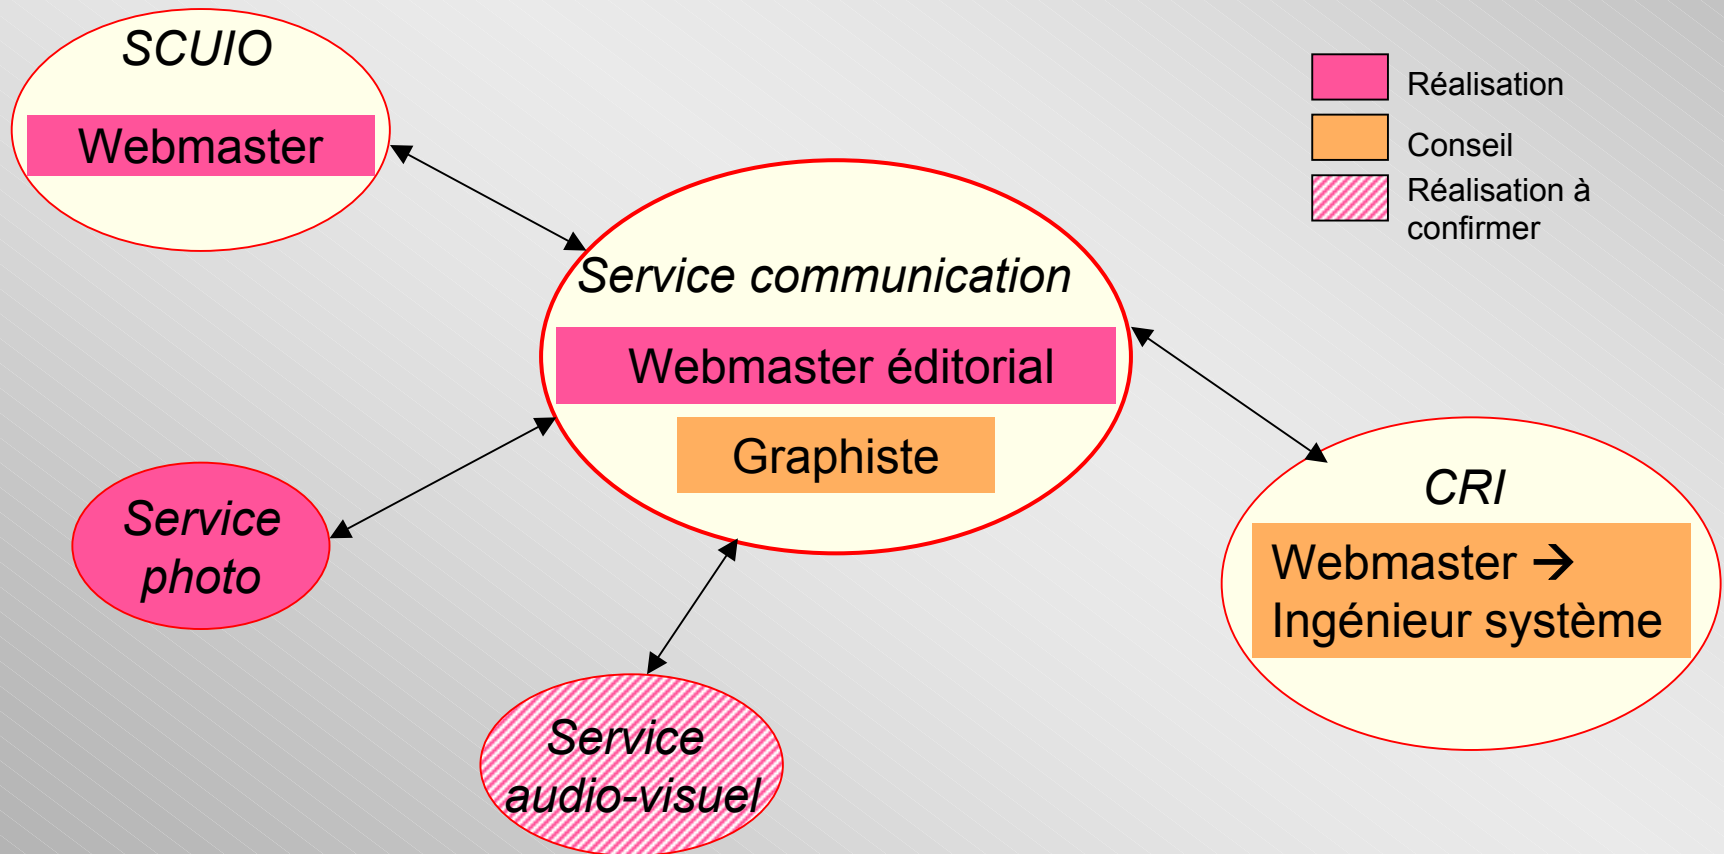 SCUIO
Webmaster
Réalisation
Conseil
Réalisation à
confirmer
Service communication
Webmaster éditorial
Graphiste
Service
photo
CRI
Webmaster →
Ingénieur système
Service
audio-visuel